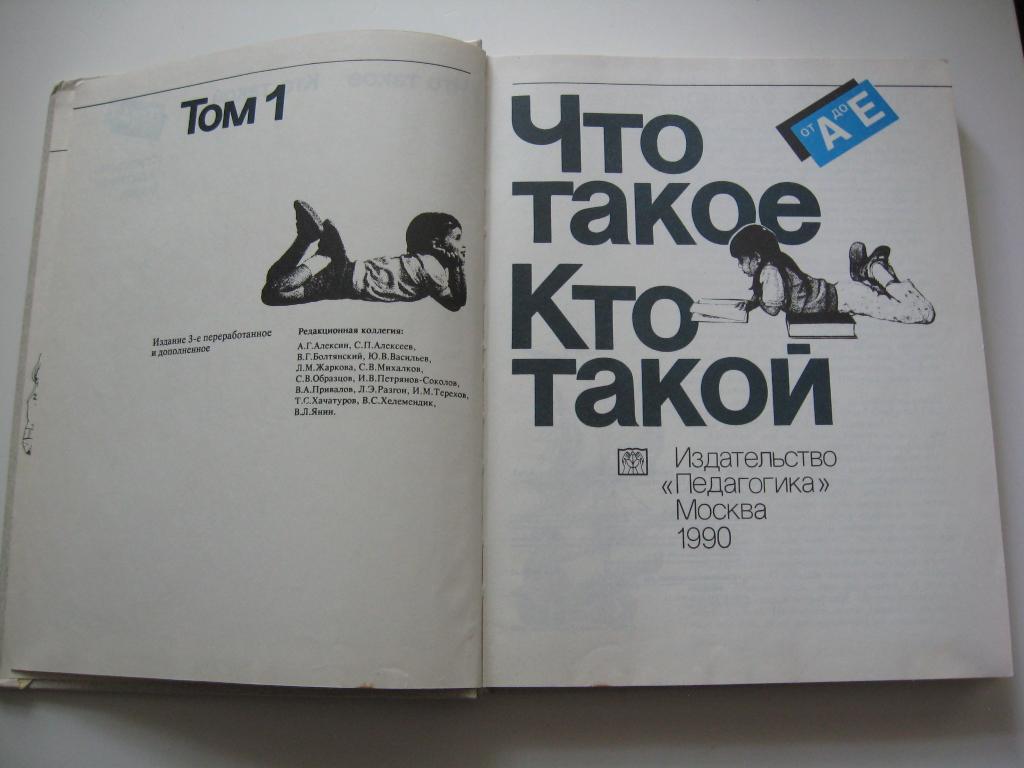 Том 1
Издание 3-е переработанное
и дополненное
Редакционная коллегия:
А.Г.Алексин, С.П.Алексеев,
В.Г.Болтянский, Ю.В.Васильев,
Л.М.Жаркова, С.В.Михалков,
С.В.Образцов, И.В.Петрянов-Соколов,
В.А.Привалов, Л.Э.Разгон, И.М.Терехов,
Т.С.Хачатуров, В.С.Хелемендик,
В.Л.Янин.
от А до Е
Что
такое
Кто
такой
Издательство
«Педагогика»
Москва
1990